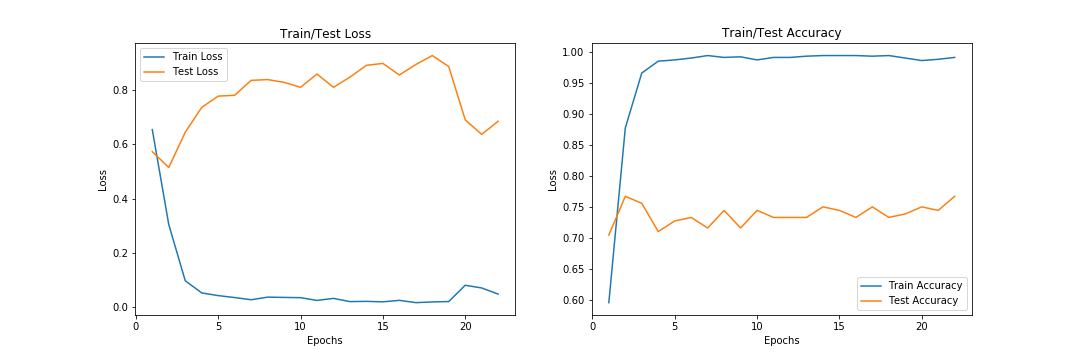 Train/Test Loss
Train Loss
Test Loss
0.8
0.6
0.4
0.2
0.0
Loss
0
5
10
15
20
Epochs
Train/Test Accuracy
1.00
0.95
0.90
0.85
0.80
0.75
0.70
0.65
0.60
Loss
Train Accuracy
Test Accuracy
0
5
10
15
20
Epochs